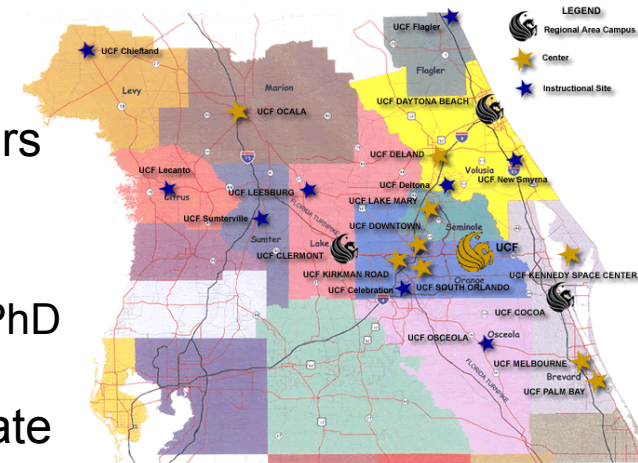 LEGEND
Regional Area Campus
Center
Instructional Site
UCF Flagler
UCF Chiefland
Flagler
Levy
Marion
UCF DAYTONA BEACH
UCF OCALA
rs
UCF DELAND
Volusia
UCF Lecanto
UCF LEESBURG
UCF Deltona
UCF New Smyrna
Citrus
UCF LAKE MARY
UCF Sumterville
FLORIDA TURNPIKE
UCF DOWNTOWN
Seminole
Sumter
Lake
UCF
UCF CLERMONT
UCF KIRKMAN ROAD
Orange
UCF KENNEDY SPACE CENTER
UCF Celebration
UCF SOUTH ORLANDO
PhD
UCF COCOA
UCF OSCEOLA
Osceola
UCF MELBOURNE
FLORIDA TURNPIKE
Brevard
UCF PALM BAY
ate